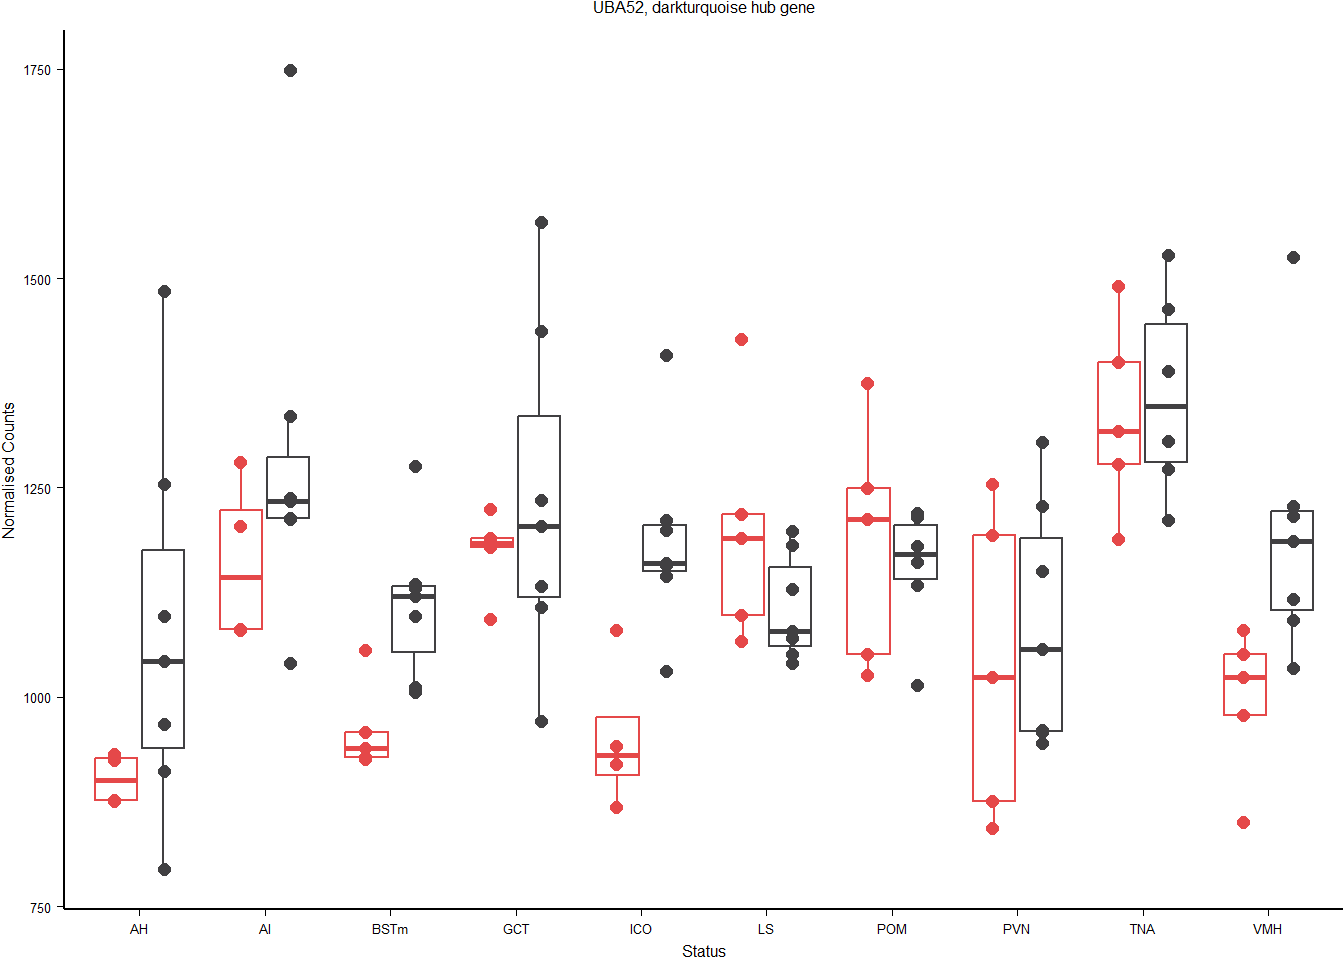 UBA52, darkturquoise hub gene
Normalised Counts
1750
1500
1250
1000
750
AH AI BSTm GCT ICO LS POM PVN TNA VMH
Status